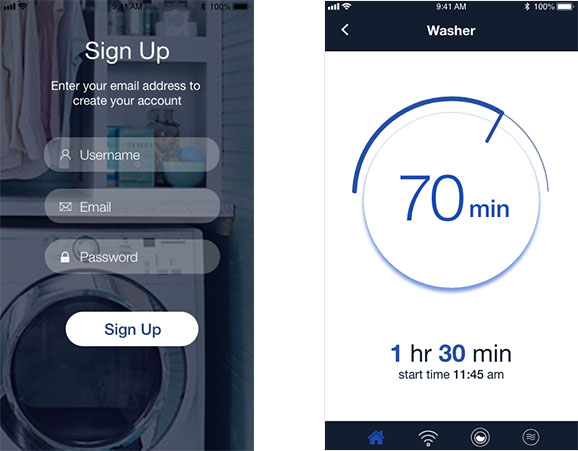 9:41 AM 100%
Sign Up
Enter your email address to
create your account
Username
Email
Password
Sign Up
9:41 AM 100%
Washer
70 min
1 hr 30 min
start time 11:45 am